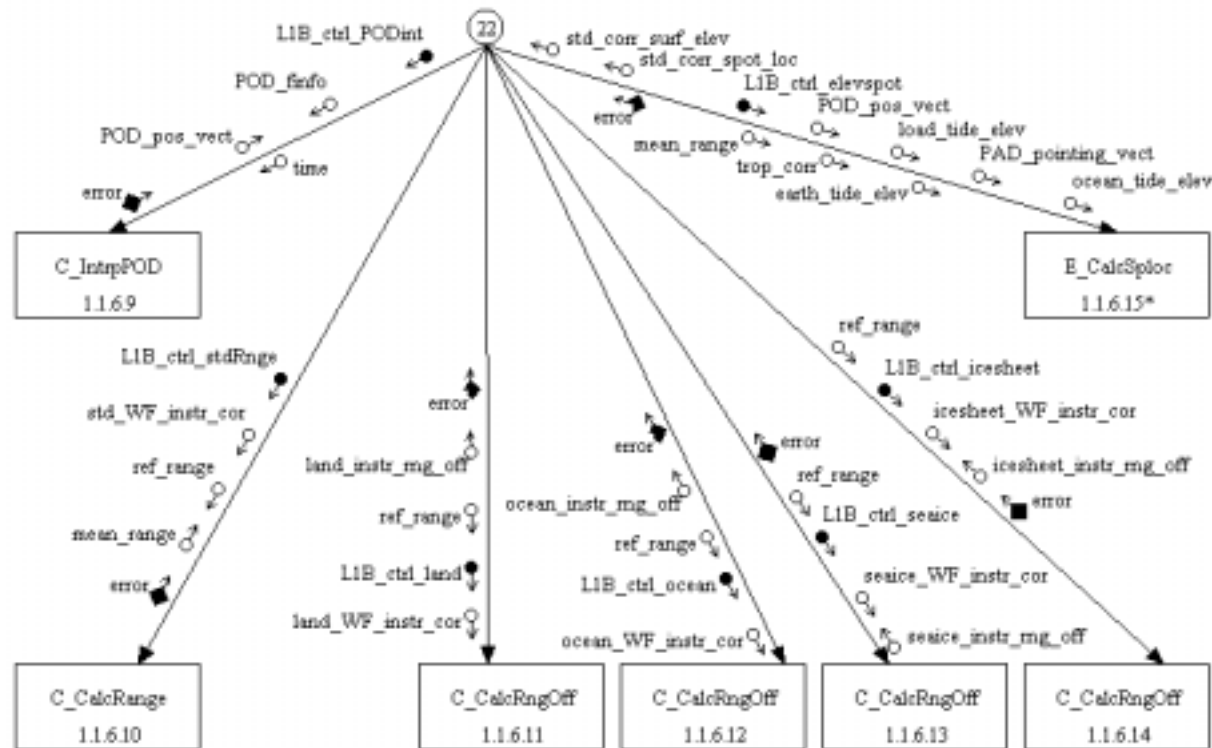 22
L1B_ctrl_PODint
POD_finfo
POD_pos_vect
time
error
C_IntrpPOD
1.1.6.9
std_corr_surf_elev
std_corr_spot_loc
L1B_ctrl_elevspot
error
POD_pos_vect
mean_range
load_tide_elev
trop_corr
PAD_pointing_vect
earth_tide_elev
ocean_tide_elev
E_CalcSploc
1.1.6.15*
L1B_ctrl_stdRnge
std_WF_instr_cor
ref_range
mean_range
error
C_CalcRange
1.1.6.10
error
land_instr_rng_off
ref_range
L1B_ctrl_land
land_WF_instr_cor
C_CalcRngOff
1.1.6.11
error
ocean_instr_rng_off
ref_range
L1B_ctrl_ocean
ocean_WF_instr_cor
C_CalcRngOff
1.1.6.12
error
ref_range
L1B_ctrl_seaice
seaice_WF_instr_cor
seaice_instr_rng_off
C_CalcRngOff
1.1.6.13
ref_range
L1B_ctrl_icesheet
icesheet_WF_instr_cor
icesheet_instr_rng_off
error
C_CalcRngOff
1.1.6.14